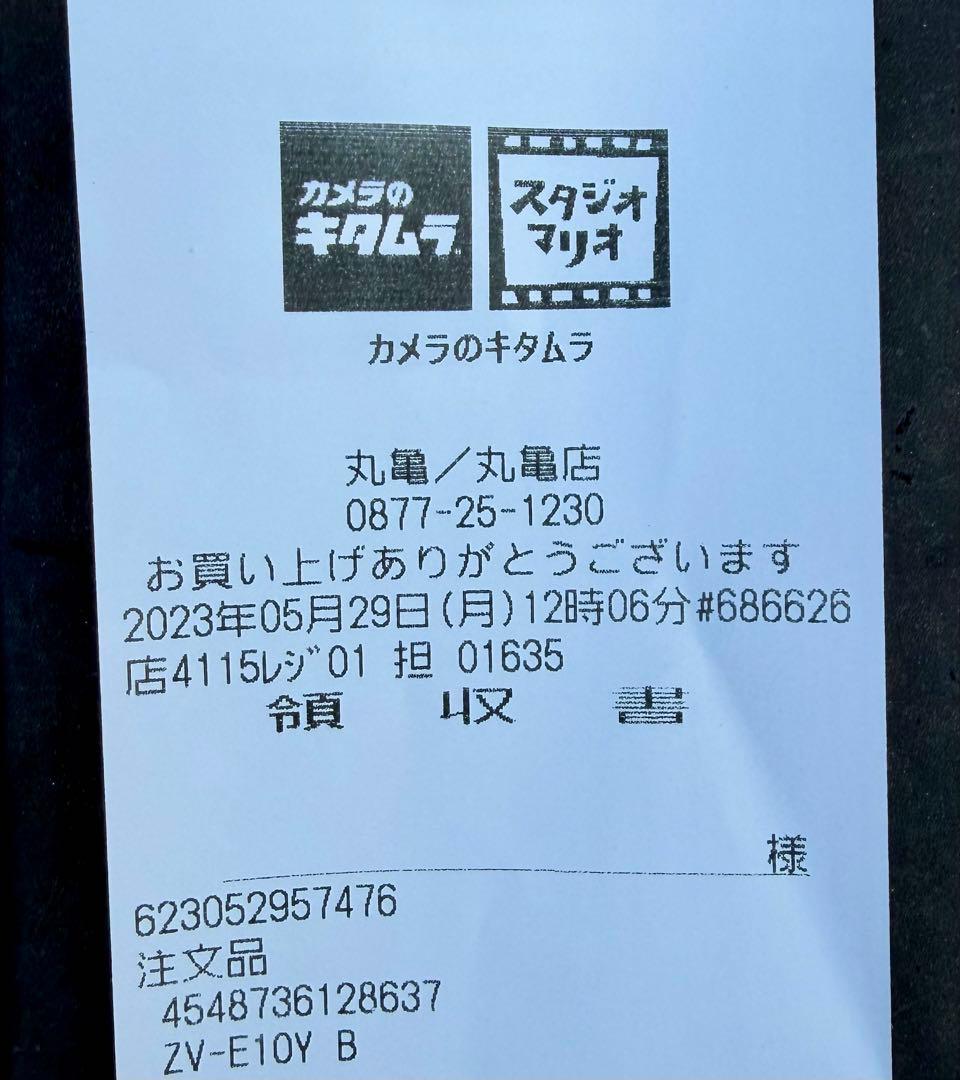 カメラの
キタムラ
スタジオ
マリオ
カメラのキタムラ
丸亀／丸亀店
0877-25-1230
お買い上げありがとうございます
2023年05月29日(月)12時06分#686626
店4115ﾚｼﾞ01 担 01635
領 収 書
様
623052957476
注文品
4548736128637
ZV-E10Y B